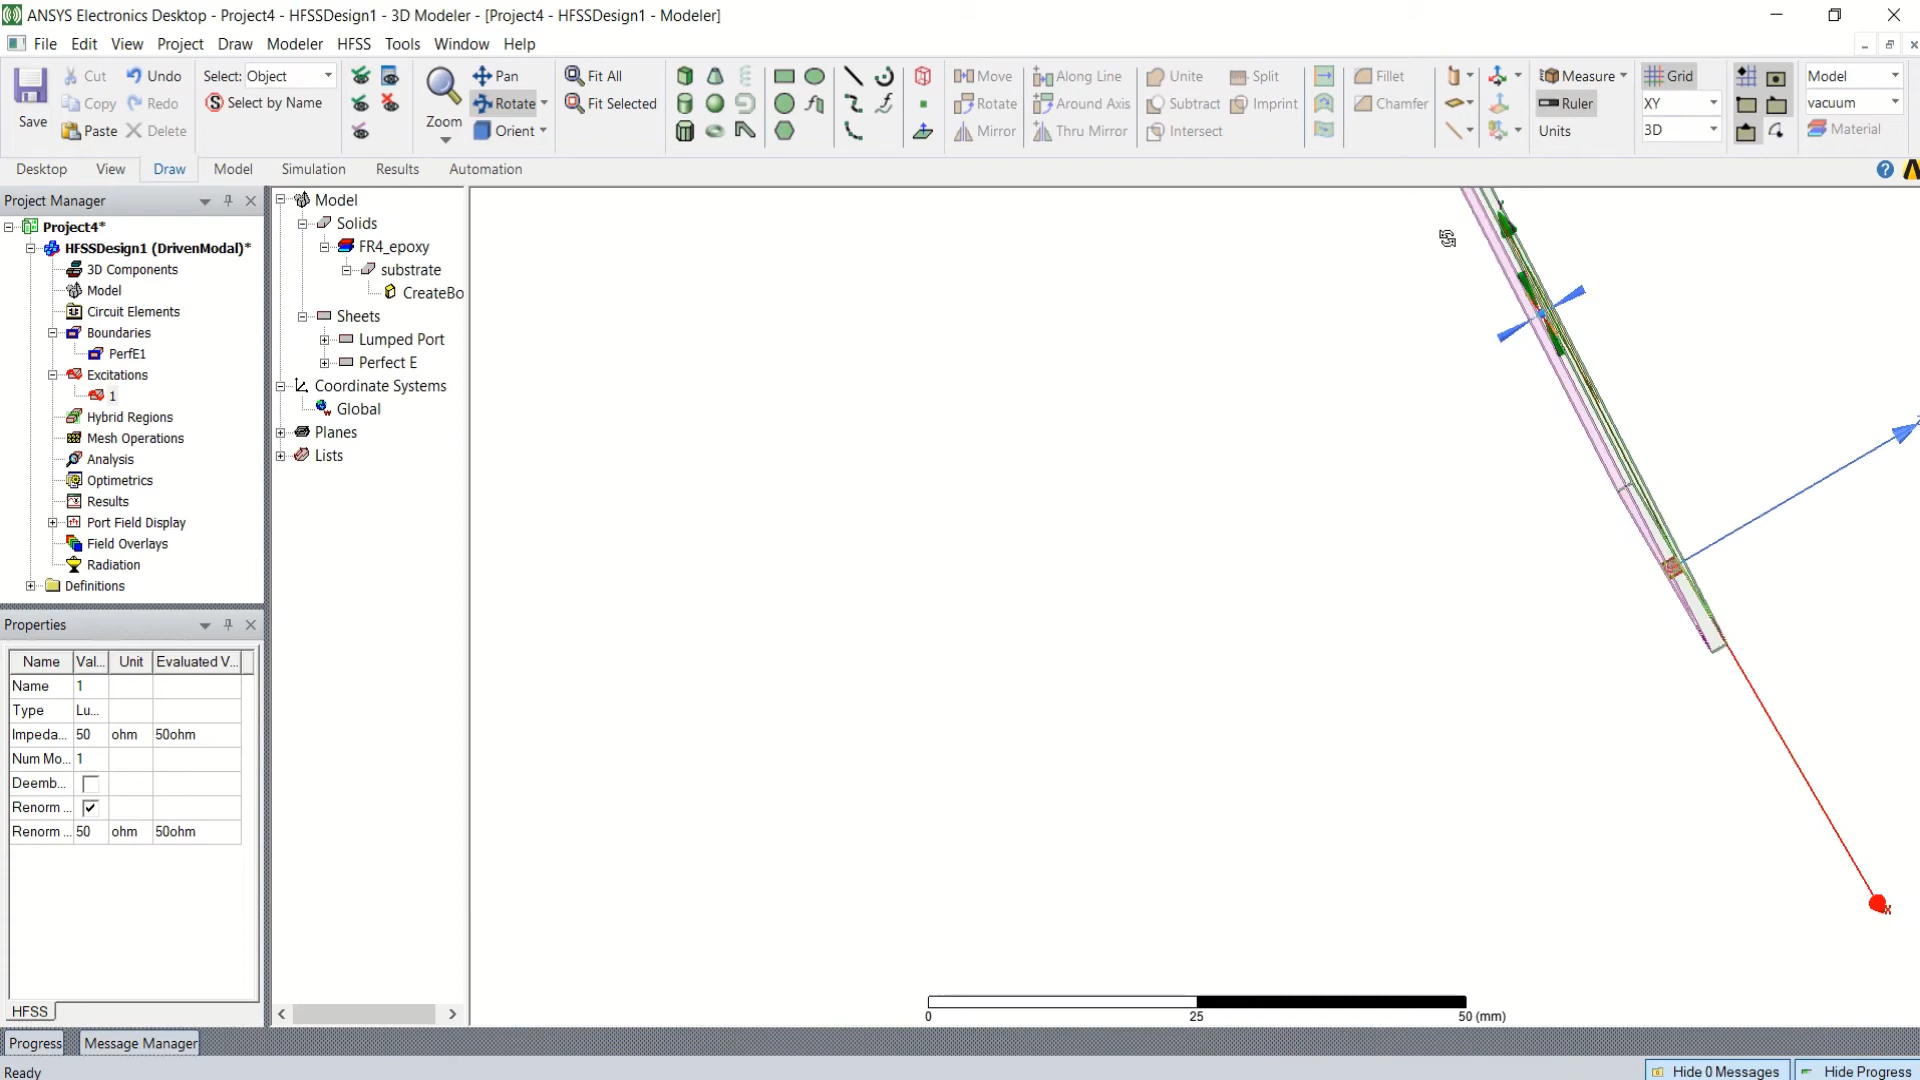 ANSYS Electronics Desktop - Project4 - HFSSDesign1 - 3D Modeler - [Project4 - HFSSDesign1 - Modeler]
File Edit View Project Draw Modeler HFSS Tools Window Help
Save
Cut
Copy
Paste
Undo
Redo
Delete
Select: Object
Select by Name
Zoom
Pan
Rotate
Orient
Fit All
Fit Selected
Move
Rotate
Mirror
Along Line
Around Axis
Thru Mirror
Unite
Subtract
Intersect
Split
Imprint
Fillet
Chamfer
Measure
Ruler
Units
Grid
XY
3D
Model
vacuum
Material
Desktop View Draw Model Simulation Results Automation
Project Manager
Project4*
HFSSDesign1 (DrivenModal)*
3D Components
Model
Circuit Elements
Boundaries
PerfE1
Excitations
1
Hybrid Regions
Mesh Operations
Analysis
Optimetrics
Results
Port Field Display
Field Overlays
Radiation
Definitions
Properties
Name Val... Unit Evaluated V...
Name 1
Type Lu...
Impeda... 50 ohm 50ohm
Num Mo... 1
Deemb...
Renorm ...
Renorm ... 50 ohm 50ohm
HFSS
Model
Solids
FR4_epoxy
substrate
CreateBo
Sheets
Lumped Port
Perfect E
Coordinate Systems
Global
Planes
Lists
Y
X
0 25 50 (mm)
Progress Message Manager
Ready
Hide 0 Messages Hide Progress